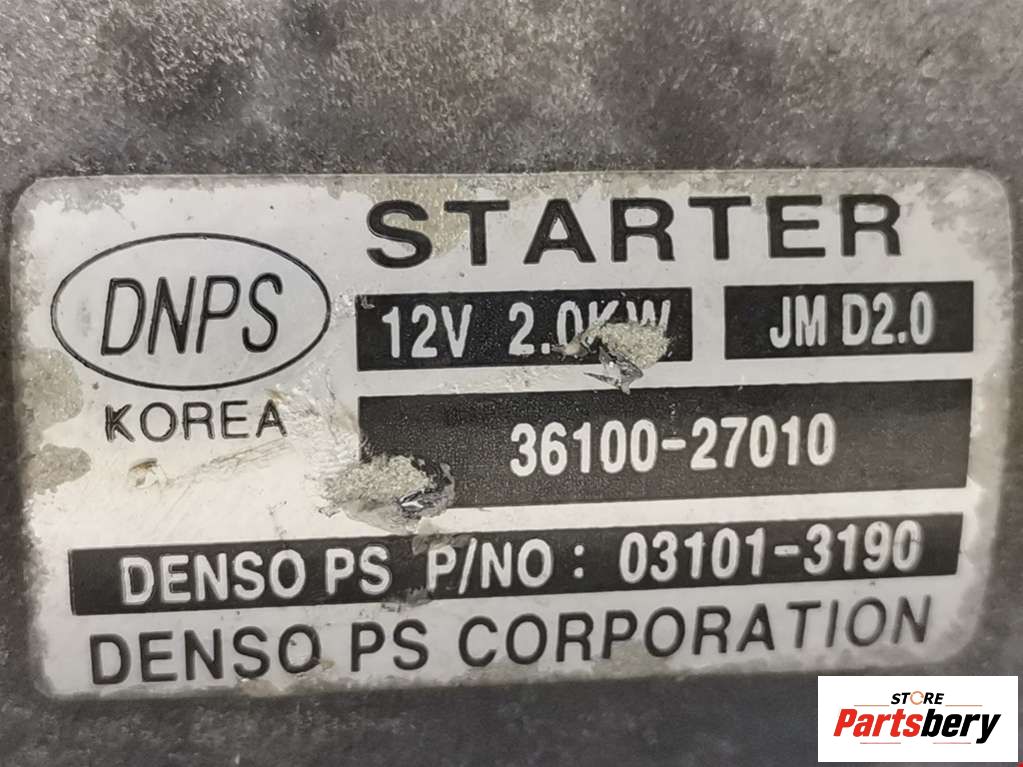 STARTER
DNPS
12V 2.0KW JM D2.0
KOREA
36100-27010
DENSO PS P/NO : 03101-3190
DENSO PS CORPORATION
STORE
Partsbery